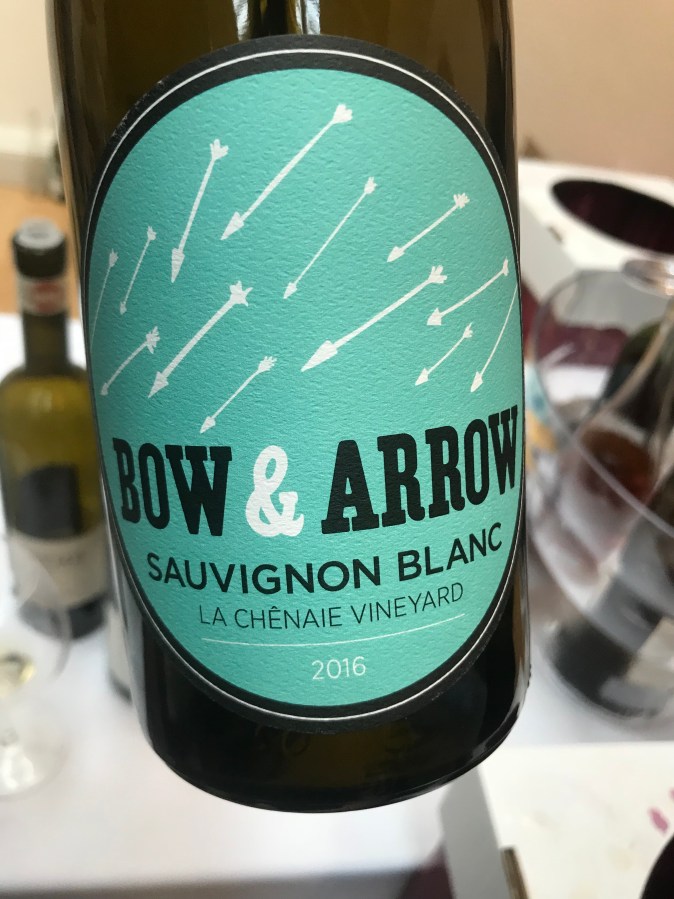 BOW & ARROW
SAUVIGNON BLANC
LA CHÊNAIE VINEYARD
2016